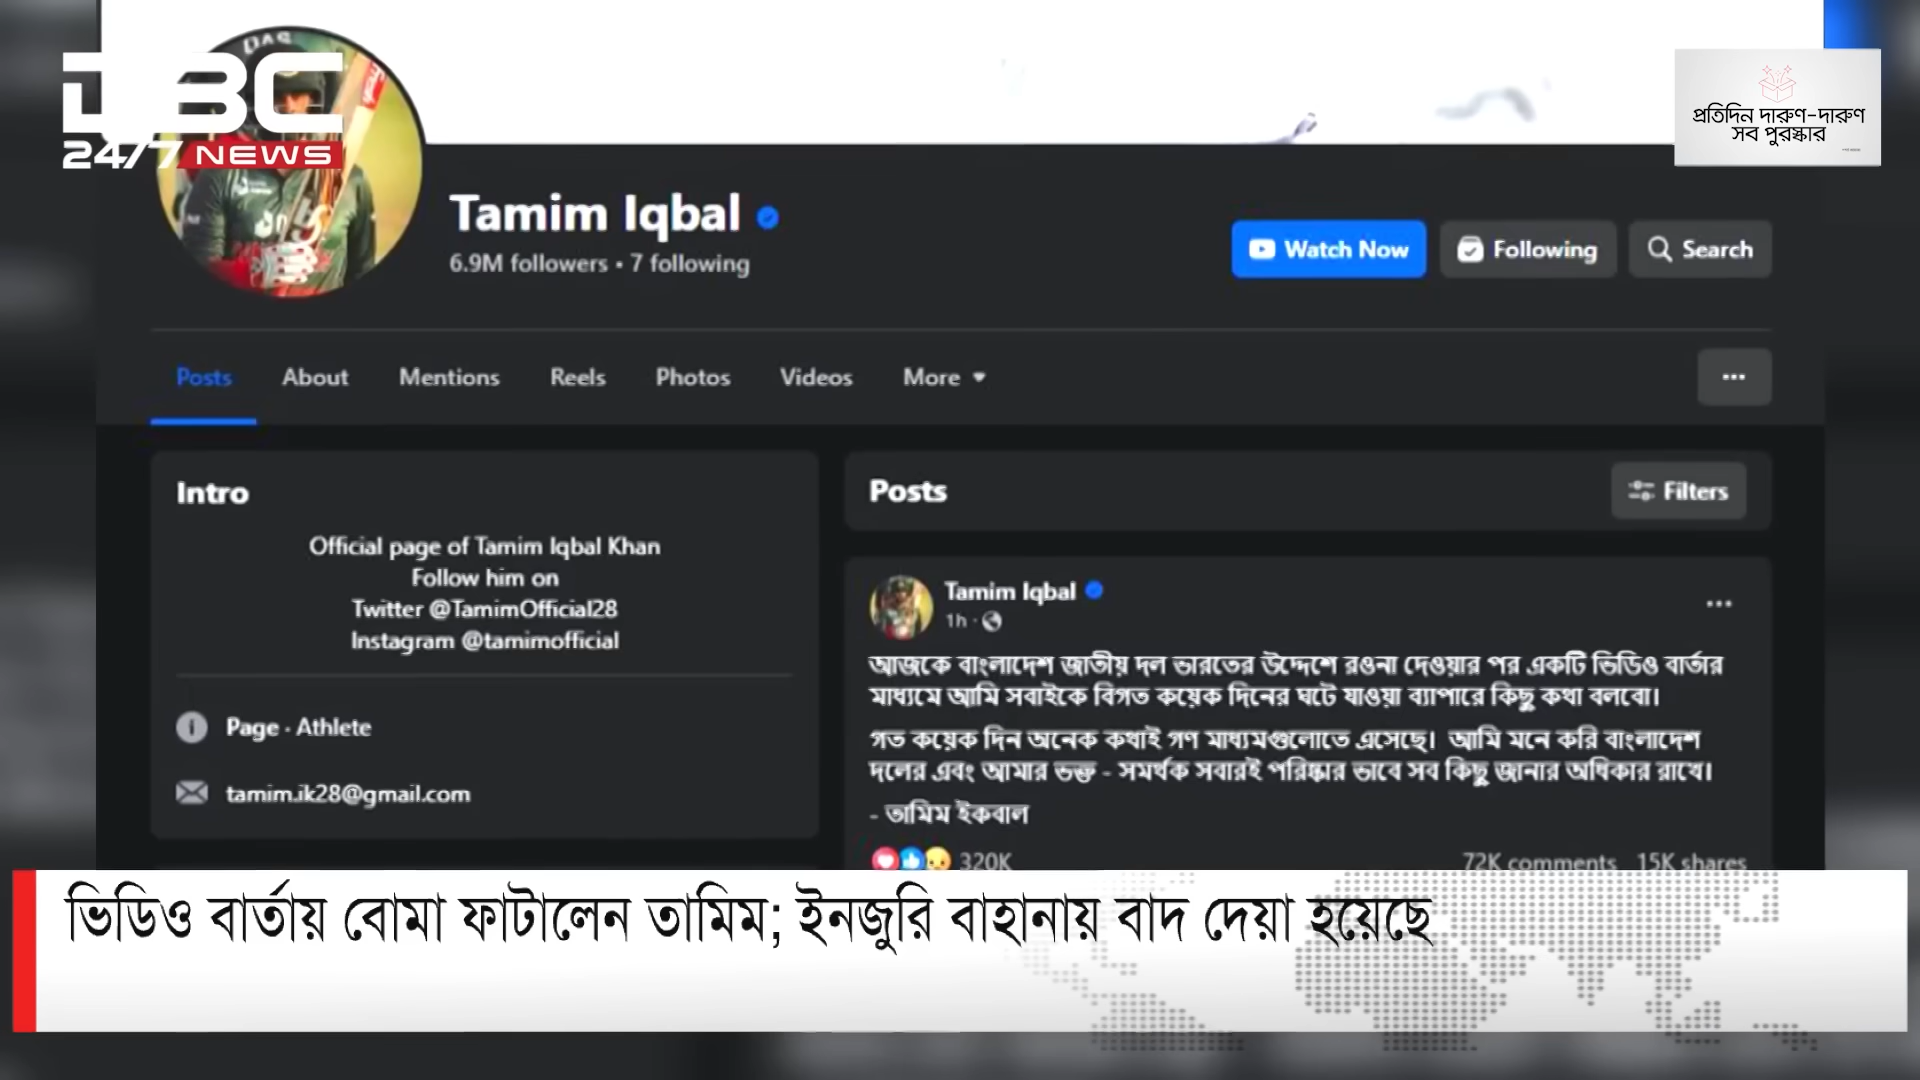 DBC
24/7 NEWS
প্রতিদিন দারুণ-দারুণ
সব পুরস্কার
Tamim Iqbal
6.9M followers • 7 following
Watch Now
Following
Search
Posts
About
Mentions
Reels
Photos
Videos
More
Intro
Official page of Tamim Iqbal Khan
Follow him on
Twitter @TamimOfficial28
Instagram @tamimofficial
Page · Athlete
tamim.ik28@gmail.com
Posts
Filters
Tamim Iqbal
1h ·
আজকে বাংলাদেশ জাতীয় দল ভারতের উদ্দেশে রওনা দেওয়ার পর একটি ভিডিও বার্তার
মাধ্যমে আমি সবাইকে বিগত কয়েক দিনের ঘটে যাওয়া ব্যাপারে কিছু কথা বলবো।
গত কয়েক দিন অনেক কথাই গণ মাধ্যমগুলোতে এসেছে। আমি মনে করি বাংলাদেশ
দলের এবং আমার ভক্ত - সমর্থক সবারই পরিষ্কার ভাবে সব কিছু জানার অধিকার রাখে।
- তামিম ইকবাল
320K
72K comments 15K shares
ভিডিও বার্তায় বোমা ফাটালেন তামিম; ইনজুরি বাহানায় বাদ দেয়া হয়েছে